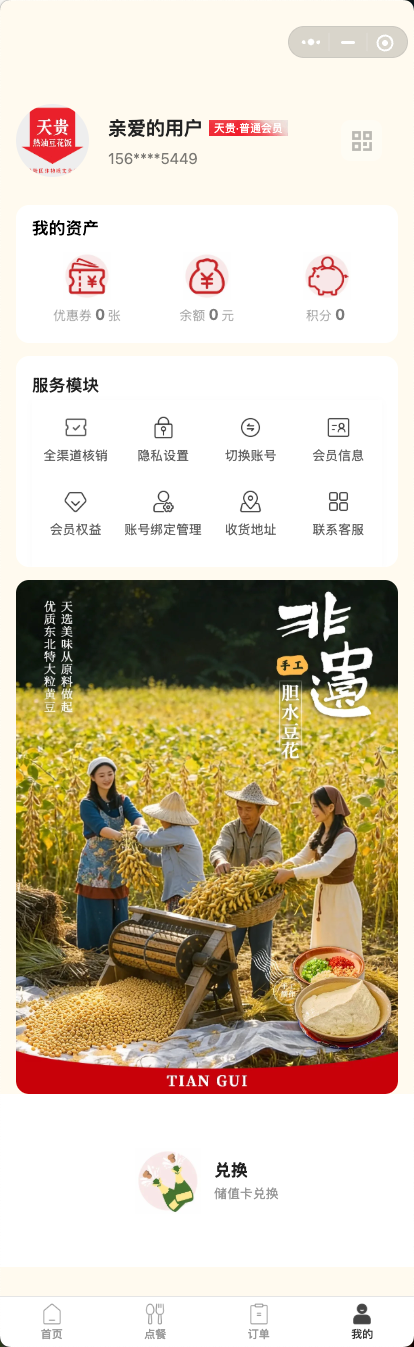 天贵
热卤豆花饭
亲爱的用户 天贵·普通会员
156****5449
我的资产
优惠券 0 张
余额 0 元
积分 0
服务模块
全渠道核销
隐私设置
切换账号
会员信息
会员权益
账号绑定管理
收货地址
联系客服
天选美味从原料做起
优质东北特大粒黄豆
非遗
手工
胆水豆花
TIAN GUI
兑换
储值卡兑换
首页
点餐
订单
我的